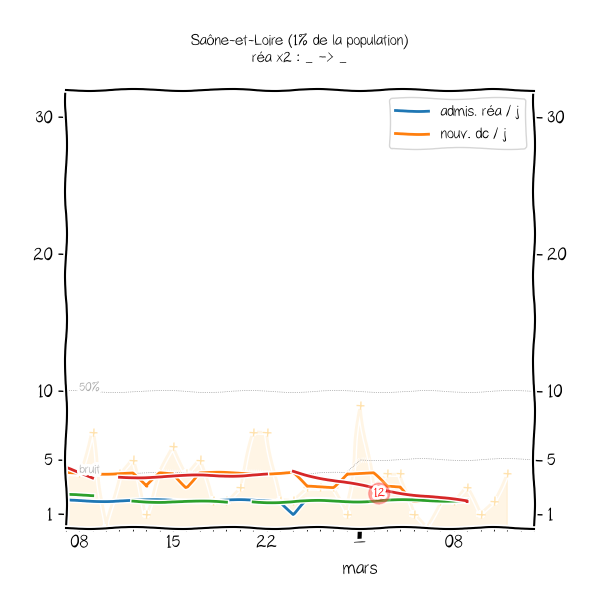 Saône-et-Loire (1% de la population)
réa x2 : _ -> _
admis. réa / j
nouv. dc / j
30
30
20
20
50%
10
10
5
5
bruit
12
1
1
08
15
22
1
08
mars